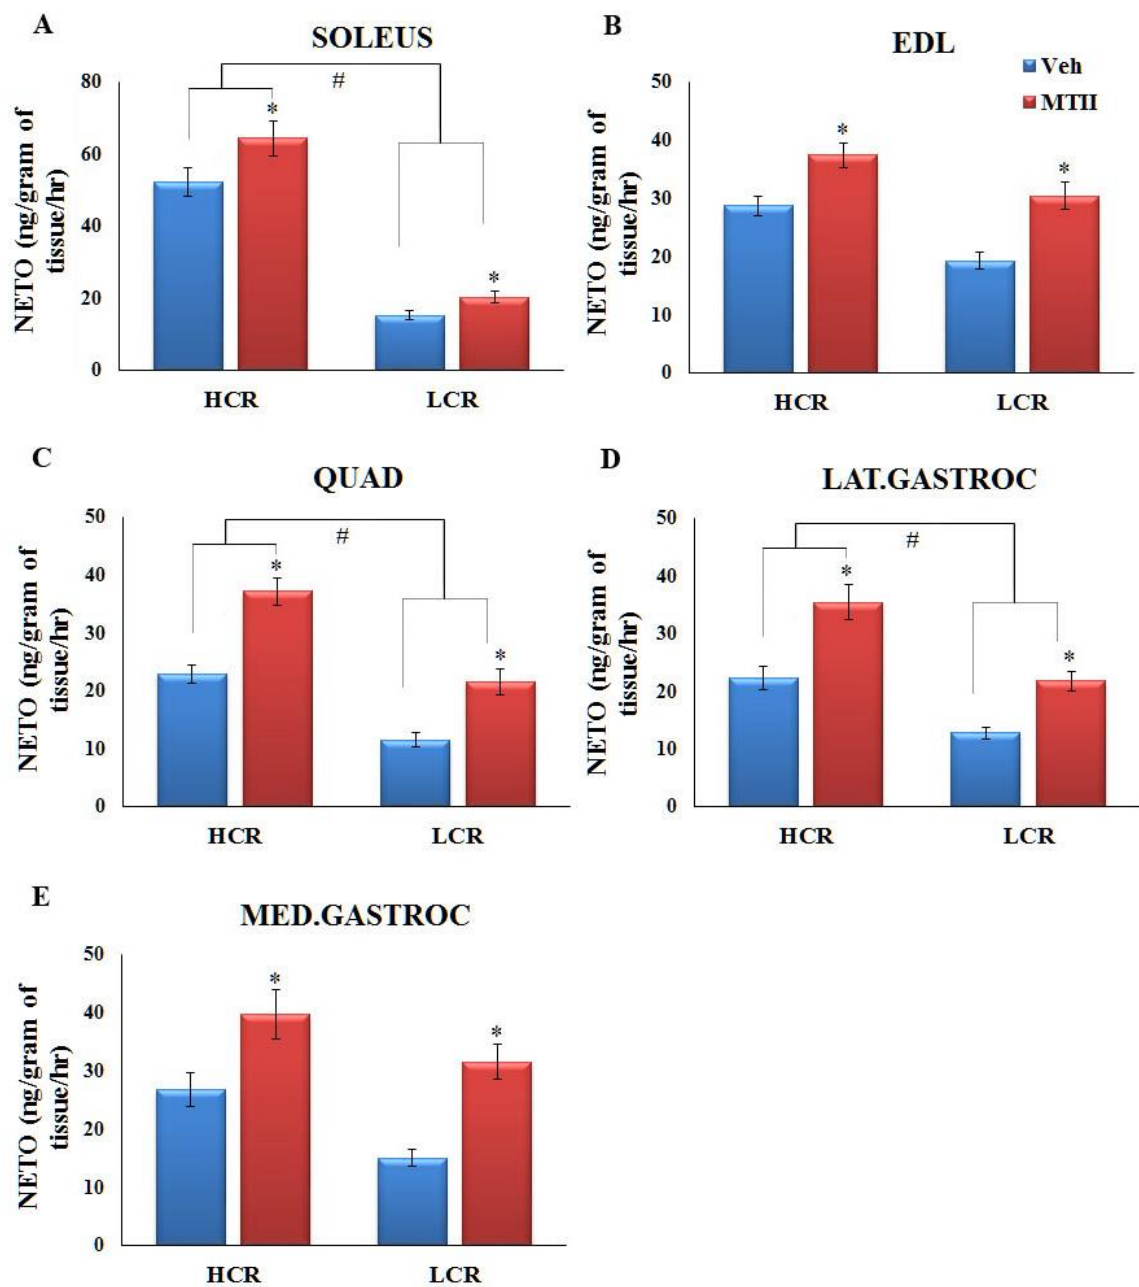 A
SOLEUS
NETO (ng/gram of
tissue/hr)
80
60
40
20
0
#
*
*
HCR
LCR
B
EDL
Veh
MTII
NETO (ng/gram of
tissue/hr)
50
40
30
20
10
0
*
*
HCR
LCR
C
QUAD
NETO (ng/gram of
tissue/hr)
50
40
30
20
10
0
#
*
*
HCR
LCR
D
LAT.GASTROC
NETO (ng/gram of
tissue/hr)
50
40
30
20
10
0
#
*
*
HCR
LCR
E
MED.GASTROC
NETO (ng/gram of
tissue/hr)
50
40
30
20
10
0
*
*
HCR
LCR